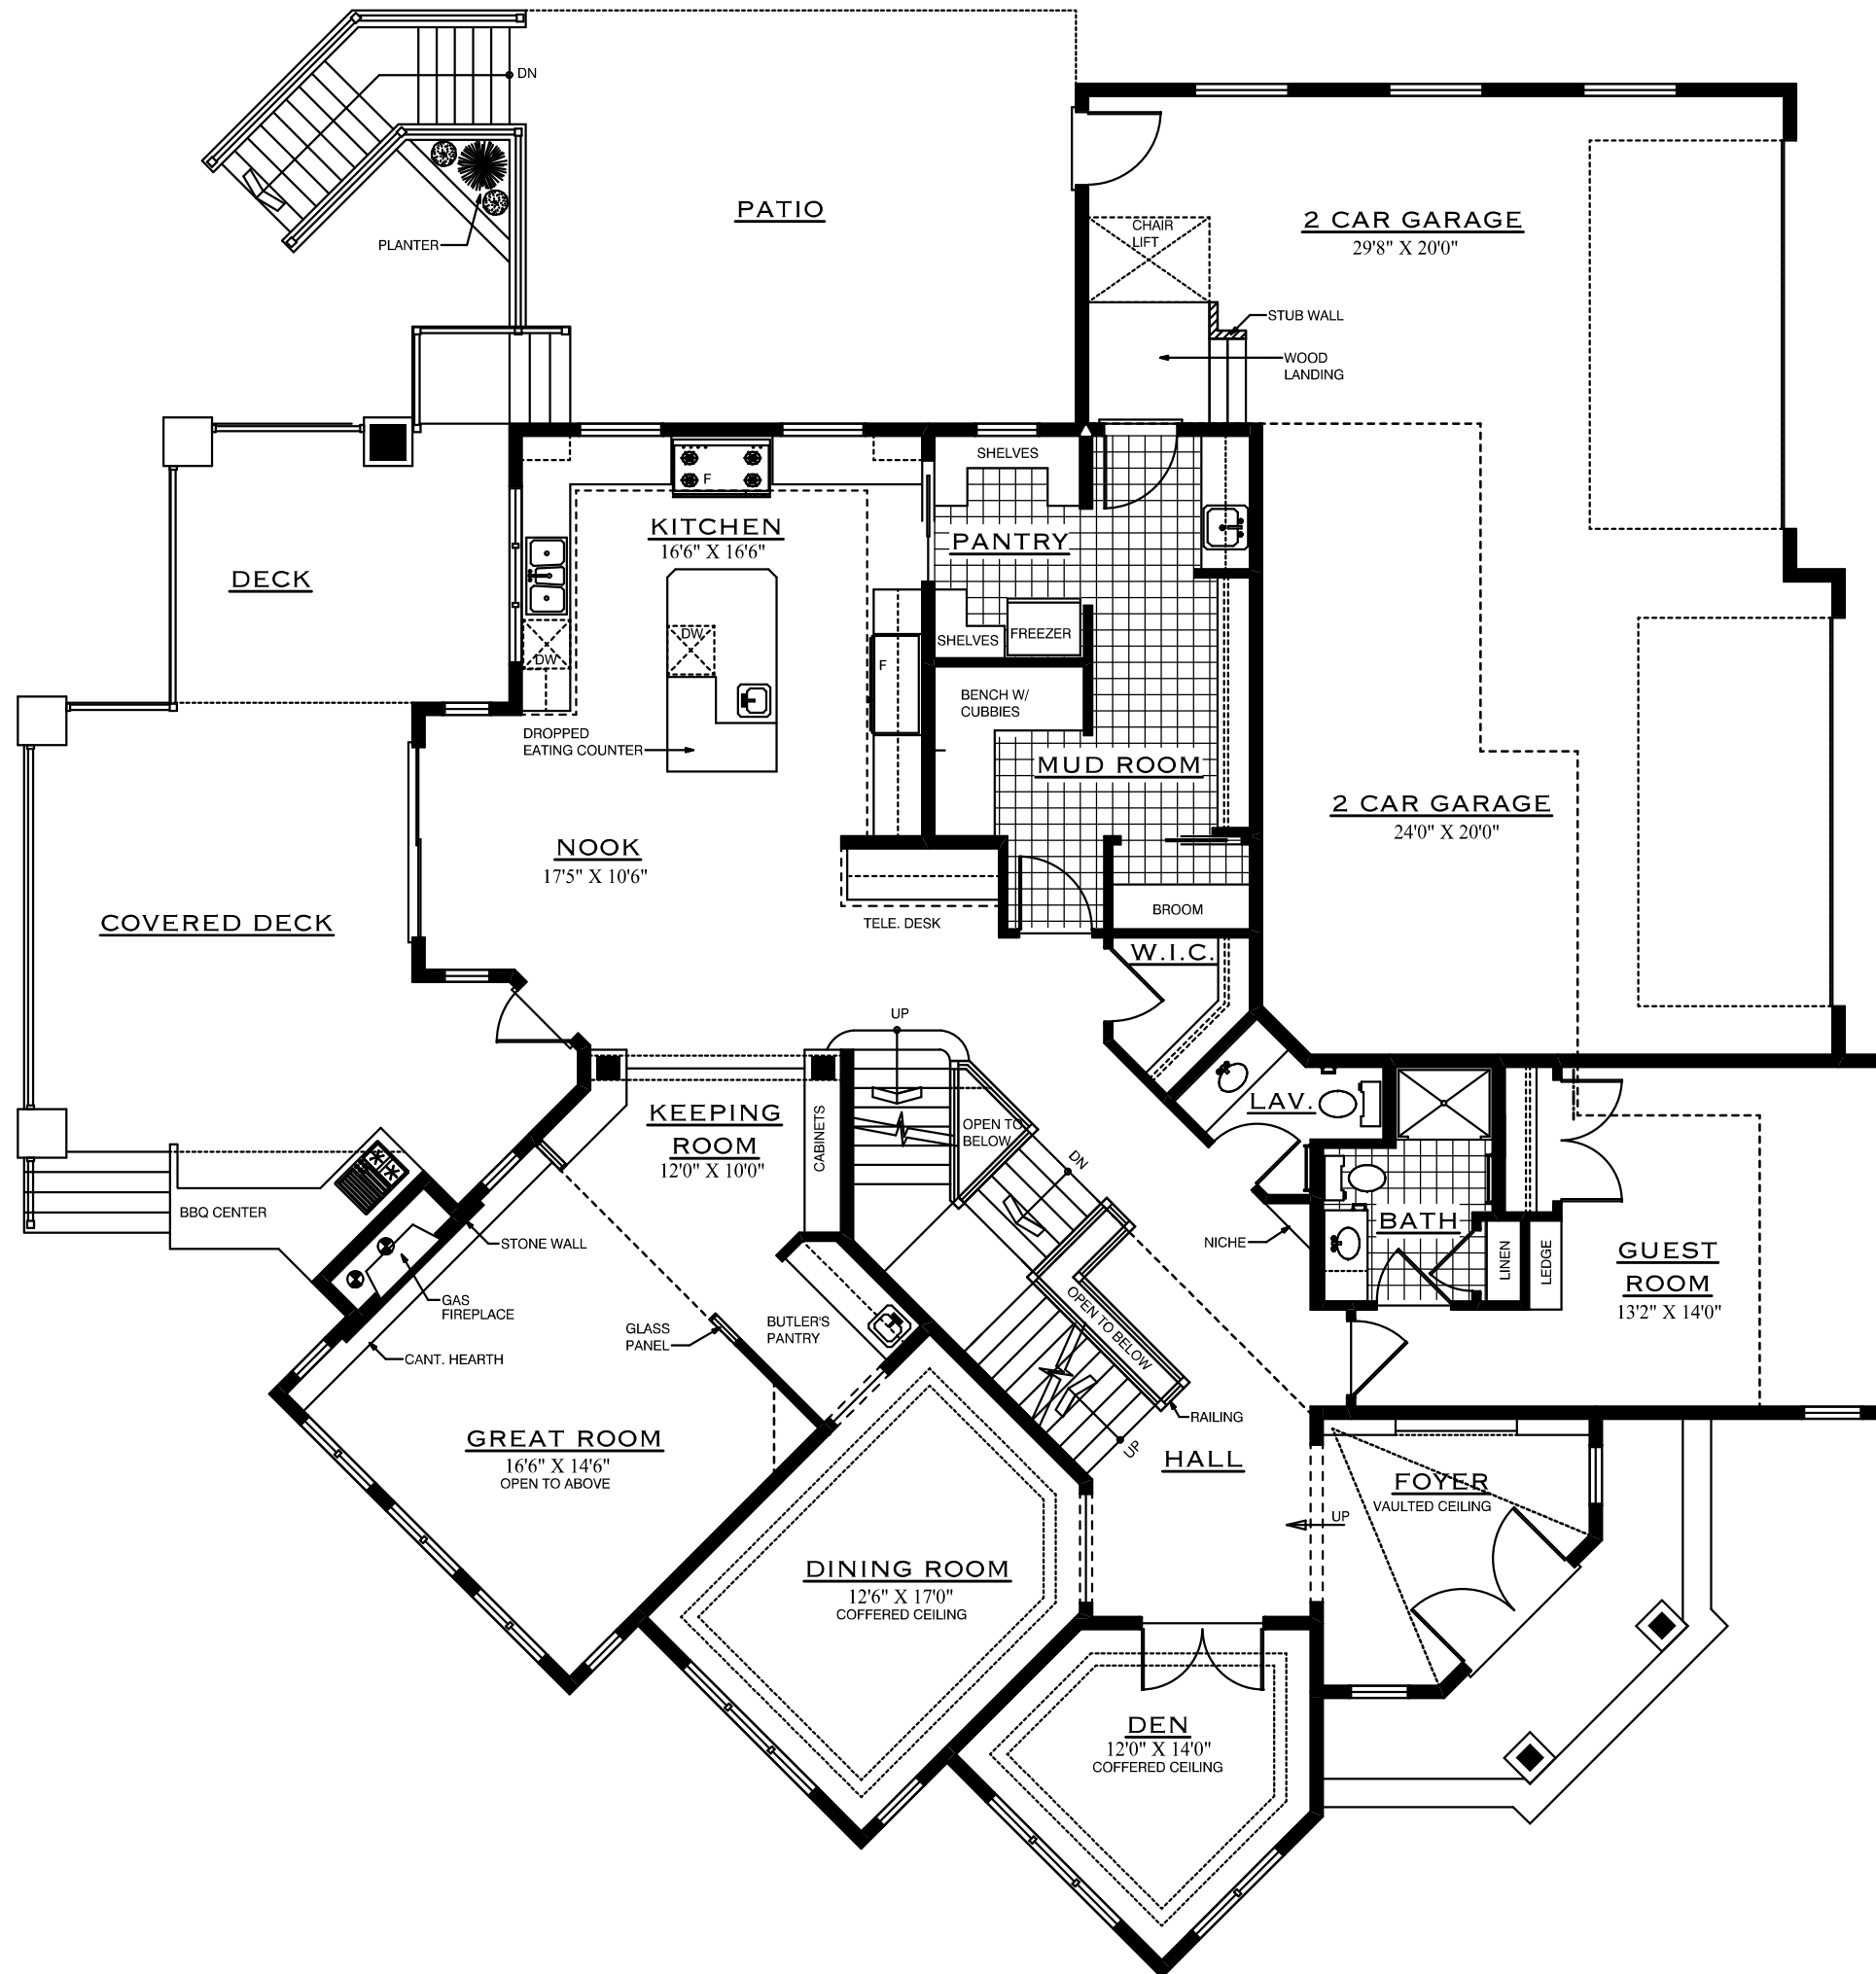 DN
PLANTER
PATIO
CHAIR
LIFT
2 CAR GARAGE
29'8" X 20'0"
STUB WALL
WOOD
LANDING
SHELVES
F
KITCHEN
16'6" X 16'6"
PANTRY
DECK
DW
DW
SHELVES
FREEZER
F
BENCH W/
CUBBIES
DROPPED
EATING COUNTER
MUD ROOM
2 CAR GARAGE
24'0" X 20'0"
NOOK
17'5" X 10'6"
TELE. DESK
BROOM
COVERED DECK
W.I.C.
UP
KEEPING
ROOM
12'0" X 10'0"
CABINETS
OPEN TO
BELOW
LAV.
DN
BBQ CENTER
STONE WALL
BATH
NICHE
LINEN
LEDGE
GUEST
ROOM
13'2" X 14'0"
GAS
FIREPLACE
GLASS
PANEL
BUTLER'S
PANTRY
OPEN TO BELOW
CANT. HEARTH
RAILING
UP
GREAT ROOM
16'6" X 14'6"
OPEN TO ABOVE
HALL
FOYER
VAULTED CEILING
UP
DINING ROOM
12'6" X 17'0"
COFFERED CEILING
DEN
12'0" X 14'0"
COFFERED CEILING